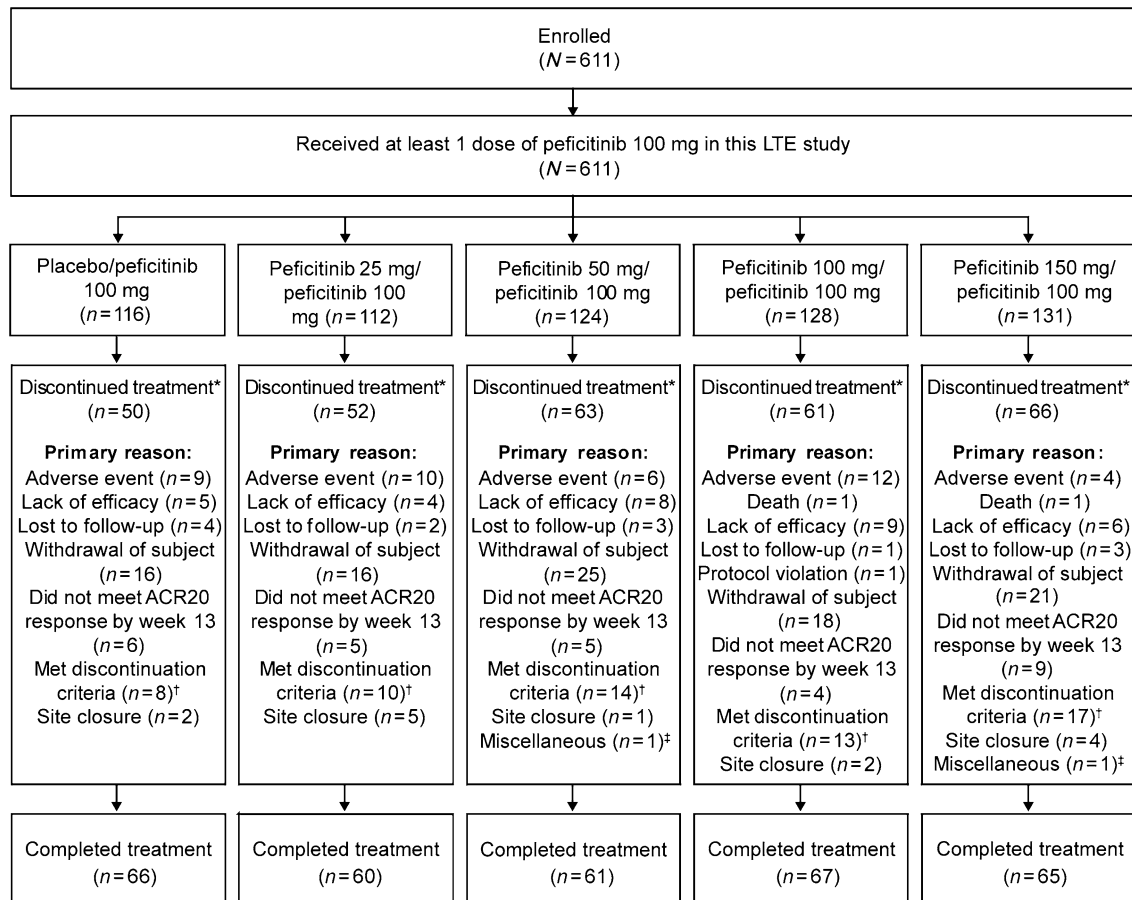 Enrolled
(N=611)
Received at least 1 dose of peficitinib 100 mg in this LTE study
(N=611)
Placebo/peficitinib
100 mg
(n=116)
Peficitinib 25 mg/
peficitinib 100
mg (n=112)
Peficitinib 50 mg/
peficitinib 100 mg
(n=124)
Peficitinib 100 mg/
peficitinib 100 mg
(n=128)
Peficitinib 150 mg/
peficitinib 100 mg
(n=131)
Discontinued treatment*
(n=50)
Primary reason:
Adverse event (n=9)
Lack of efficacy (n=5)
Lost to follow-up (n=4)
Withdrawal of subject
(n=16)
Did not meet ACR20
response by week 13
(n=6)
Met discontinuation
criteria (n=8)†
Site closure (n=2)
Discontinued treatment*
(n=52)
Primary reason:
Adverse event (n=10)
Lack of efficacy (n=4)
Lost to follow-up (n=2)
Withdrawal of subject
(n=16)
Did not meet ACR20
response by week 13
(n=5)
Met discontinuation
criteria (n=10)†
Site closure (n=5)
Discontinued treatment*
(n=63)
Primary reason:
Adverse event (n=6)
Lack of efficacy (n=8)
Lost to follow-up (n=3)
Withdrawal of subject
(n=25)
Did not meet ACR20
response by week 13
(n=5)
Met discontinuation
criteria (n=14)†
Site closure (n=1)
Miscellaneous (n=1)‡
Discontinued treatment*
(n=61)
Primary reason:
Adverse event (n=12)
Death (n=1)
Lack of efficacy (n=9)
Lost to follow-up (n=1)
Protocol violation (n=1)
Withdrawal of subject
(n=18)
Did not meet ACR20
response by week 13
(n=4)
Met discontinuation
criteria (n=13)†
Site closure (n=2)
Discontinued treatment*
(n=66)
Primary reason:
Adverse event (n=4)
Death (n=1)
Lack of efficacy (n=6)
Lost to follow-up (n=3)
Withdrawal of subject
(n=21)
Did not meet ACR20
response by week 13
(n=9)
Met discontinuation
criteria (n=17)†
Site closure (n=4)
Miscellaneous (n=1)‡
Completed treatment
(n=66)
Completed treatment
(n=60)
Completed treatment
(n=61)
Completed treatment
(n=67)
Completed treatment
(n=65)